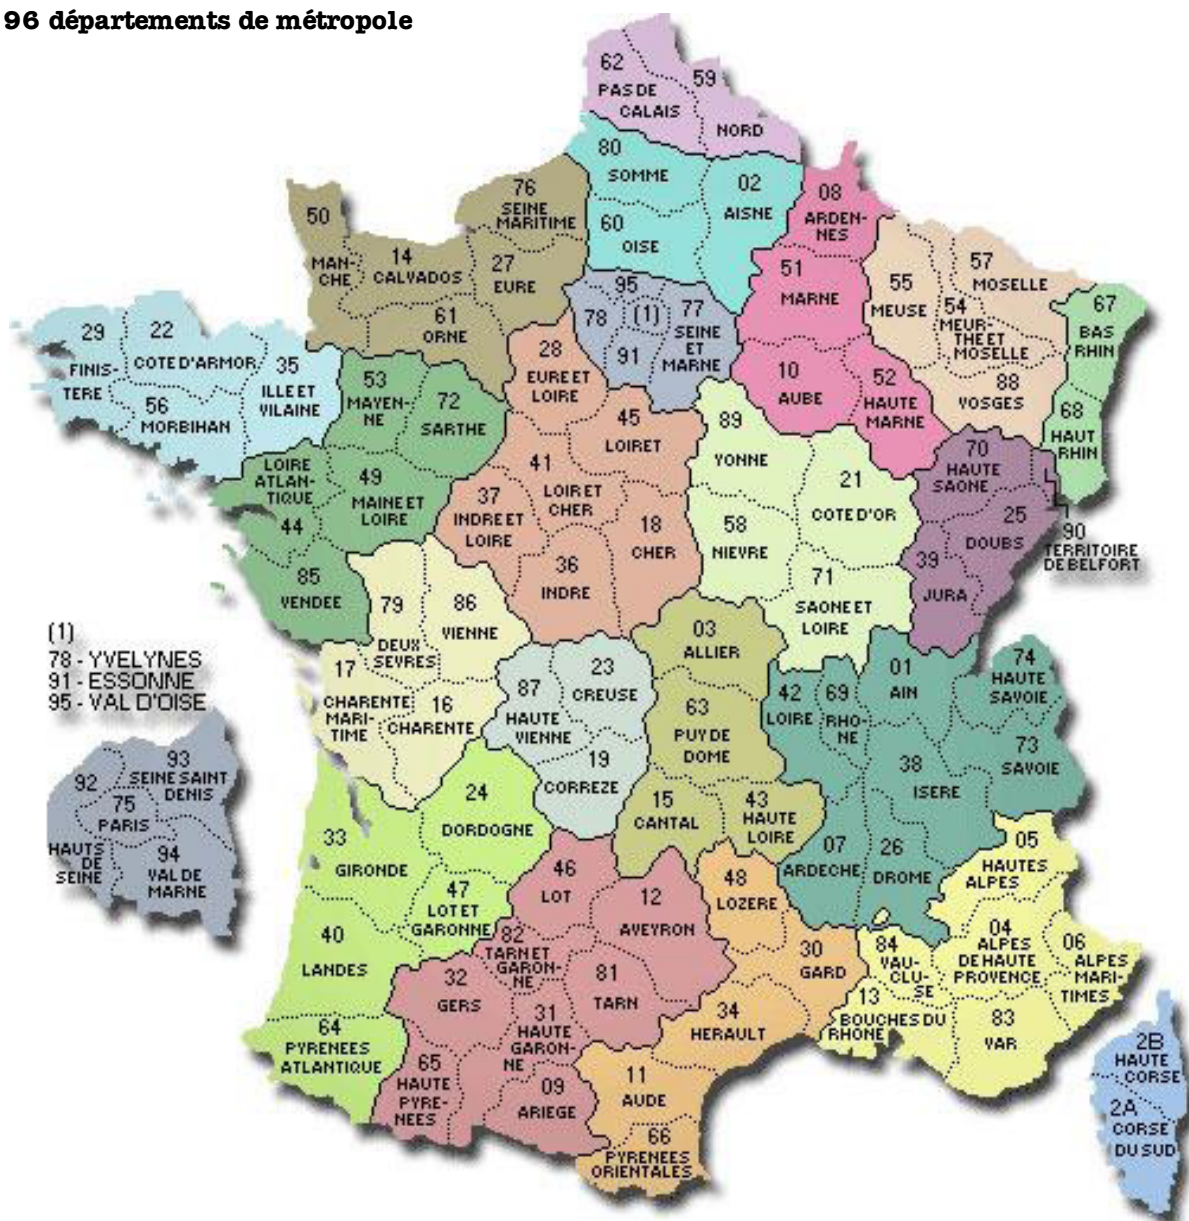 96 départements de métropole
62
PAS DE
CALAIS
59
NORD
80
SOMME
02
AISNE
60
OISE
76
SEINE
MARITIME
27
EURE
50
MAN-
CHE
14
CALVADOS
61
ORNE
08
ARDEN-
NES
51
MARNE
10
AUBE
52
HAUTE
MARNE
55
MEUSE
54
MEUR-
THE ET
MOSELLE
57
MOSELLE
88
VOSGES
67
BAS
RHIN
68
HAUT
RHIN
95
78
(1)
91
77
SEINE
ET
MARNE
29
FINIS-
TERE
22
COTE D'ARMOR
56
MORBIHAN
35
ILLE ET
VILAINE
53
MAYEN-
NE
72
SARTHE
LOIRE
ATLAN-
TIQUE
44
49
MAINE ET
LOIRE
85
VENDEE
28
EURE ET
LOIRE
45
LOIRET
41
LOIR ET
CHER
37
INDRE ET
LOIRE
18
CHER
36
INDRE
89
YONNE
21
COTE D'OR
58
NIEVRE
71
SAONE ET
LOIRE
70
HAUTE
SAONE
25
DOUBS
39
JURA
90
TERRITOIRE
DE BELFORT
79
DEUX
SEVRES
86
VIENNE
17
CHARENTE
MARI-
TIME
16
CHARENTE
87
HAUTE
VIENNE
23
CREUSE
19
CORREZE
03
ALLIER
63
PUY DE
DOME
15
CANTAL
43
HAUTE
LOIRE
01
AIN
74
HAUTE
SAVOIE
42
LOIRE
69
RHO-
NE
73
SAVOIE
38
ISERE
07
ARDECHE
26
DROME
(1)
78 - YVELYNES
91 - ESSONNE
95 - VAL D'OISE
92
HAUTS
DE
SEINE
93
SEINE SAINT
DENIS
75
PARIS
94
VAL DE
MARNE
24
DORDOGNE
33
GIRONDE
47
LOT ET
GARONNE
40
LANDES
64
PYRENEES
ATLANTIQUE
46
LOT
12
AVEYRON
82
TARN ET
GARON-
NE
32
GERS
81
TARN
31
HAUTE
GARON-
NE
65
HAUTE
PYRE-
NEES
09
ARIEGE
48
LOZERE
30
GARD
34
HERAULT
11
AUDE
66
PYRENEES
ORIENTALES
05
HAUTES
ALPES
04
ALPES
DE HAUTE
PROVENCE
06
ALPES
MARI-
TIMES
84
VAU-
CLU-
SE
13
BOUCHES DU
RHONE
83
VAR
2B
HAUTE
CORSE
2A
CORSE
DU SUD